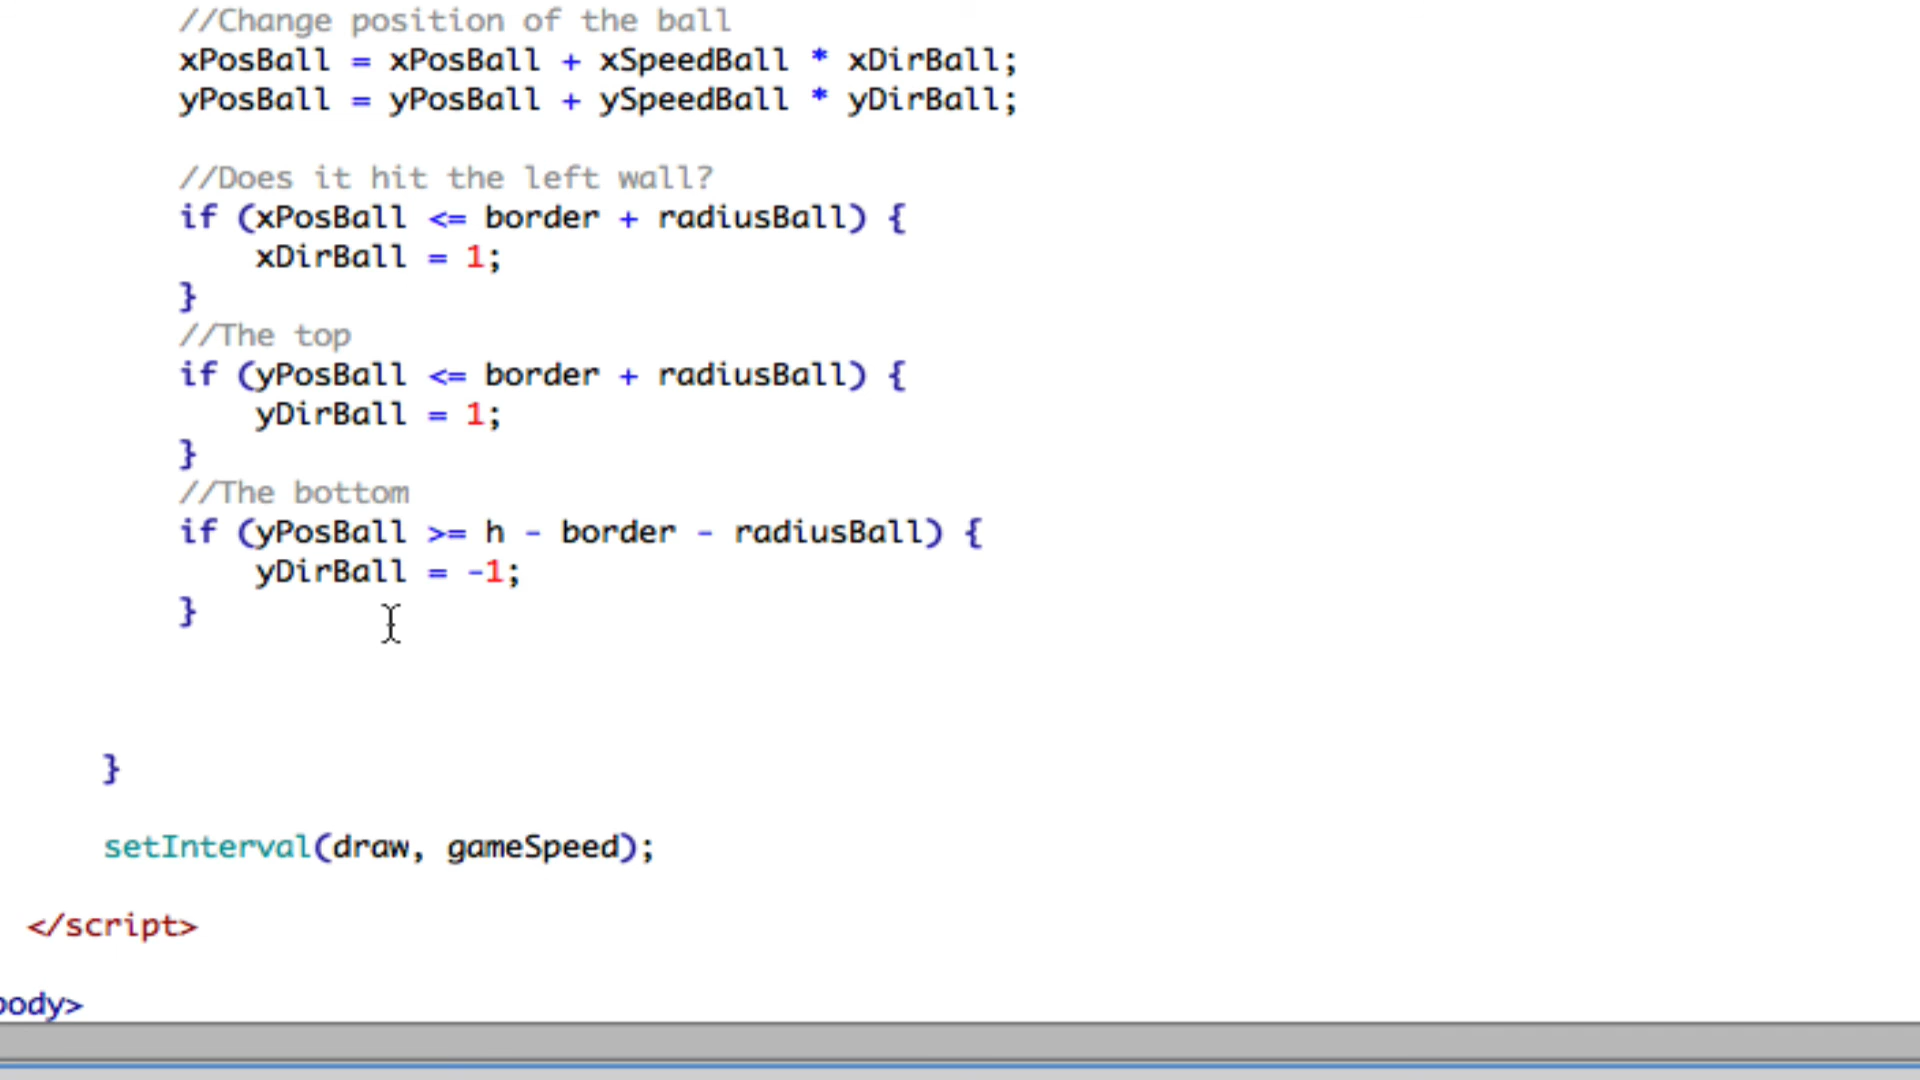 //Change position of the ball
xPosBall = xPosBall + xSpeedBall * xDirBall;
yPosBall = yPosBall + ySpeedBall * yDirBall;
//Does it hit the left wall?
if (xPosBall <= border + radiusBall) {
xDirBall = 1;
}
//The top
if (yPosBall <= border + radiusBall) {
yDirBall = 1;
}
//The bottom
if (yPosBall >= h - border - radiusBall) {
yDirBall = -1;
}
}
setInterval(draw, gameSpeed);
</script>
body>